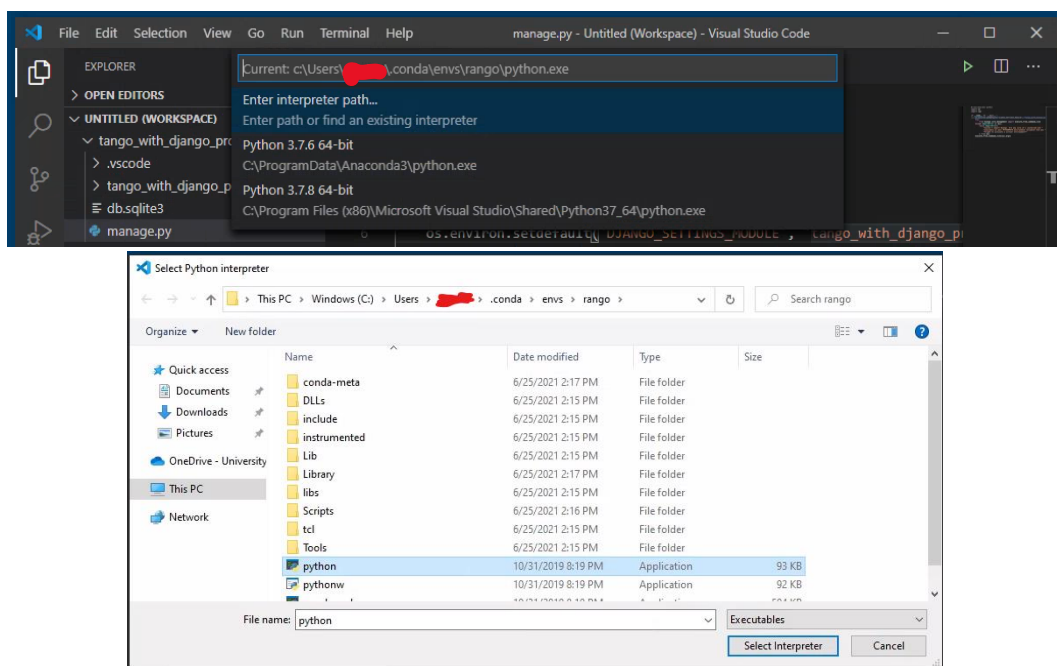 File Edit Selection View Go Run Terminal Help manage.py - Untitled (Workspace) - Visual Studio Code
EXPLORER
Current: c:\Users\ \.conda\envs\rango\python.exe
> OPEN EDITORS
Enter interpreter path...
UNTITLED (WORKSPACE)
Enter path or find an existing interpreter
tango_with_django_pro
Python 3.7.6 64-bit
> .vscode
C:\ProgramData\Anaconda3\python.exe
> tango_with_django_p
Python 3.7.8 64-bit
db.sqlite3
C:\Program Files (x86)\Microsoft Visual Studio\Shared\Python37_64\python.exe
manage.py
6 os.environ.setdefault('DJANGO_SETTINGS_MODULE', 'tango_with_django_p
Select Python interpreter
This PC > Windows (C:) > Users > > .conda > envs > rango >
Search rango
Organize
New folder
Name Date modified Type Size
Quick access
Documents
Downloads
Pictures
OneDrive - University
This PC
Network
conda-meta 6/25/2021 2:17 PM File folder
DLLs 6/25/2021 2:15 PM File folder
include 6/25/2021 2:15 PM File folder
instrumented 6/25/2021 2:15 PM File folder
Lib 6/25/2021 2:15 PM File folder
Library 6/25/2021 2:17 PM File folder
libs 6/25/2021 2:15 PM File folder
Scripts 6/25/2021 2:16 PM File folder
tcl 6/25/2021 2:15 PM File folder
Tools 6/25/2021 2:15 PM File folder
python 10/31/2019 8:19 PM Application 93 KB
pythonw 10/31/2019 8:19 PM Application 92 KB
File name: python
Executables
Select Interpreter Cancel